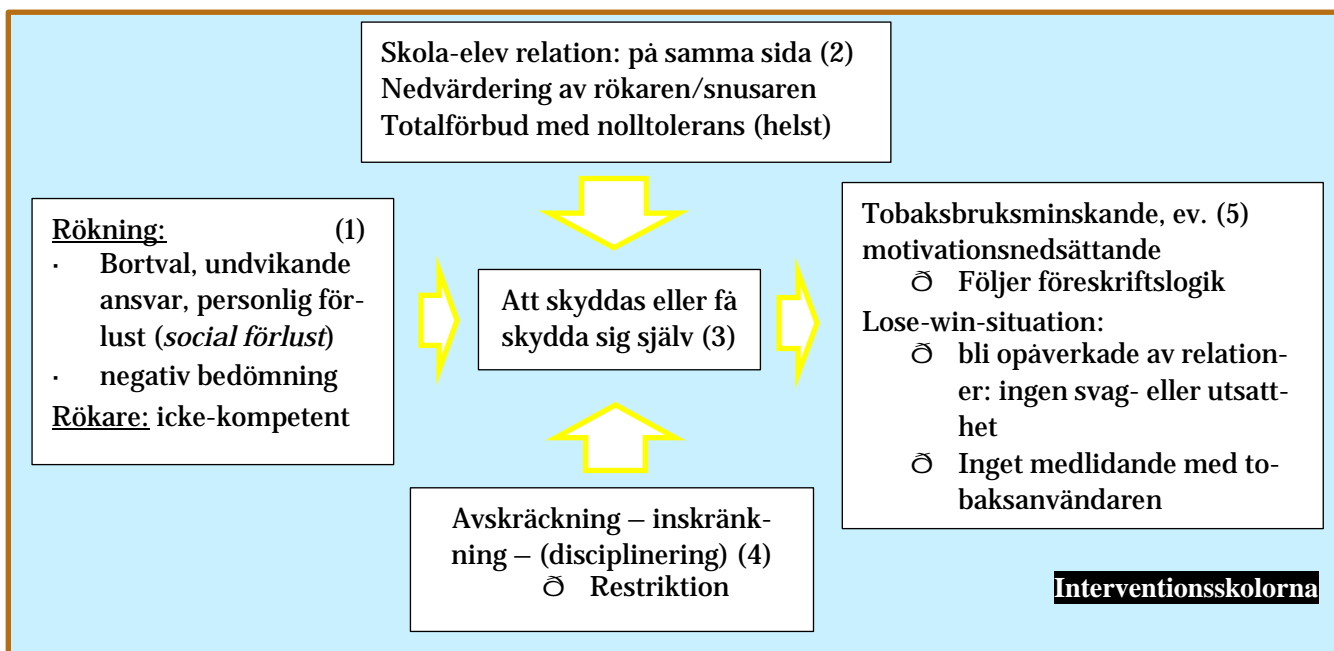 Skola-elev relation: på samma sida (2)
Nedvärdering av rökaren/snusaren
Totalförbud med nolltolerans (helst)
Rökning: (1)
· Bortval, undvikande
ansvar, personlig för-
lust (social förlust)
· negativ bedömning
Rökare: icke-kompetent
Att skyddas eller få
skydda sig själv (3)
Avskräckning – inskränk-
ning – (disciplinering) (4)
ð Restriktion
Tobaksbruksminskande, ev. (5)
motivationsnedsättande
ð Följer föreskriftslogik
Lose-win-situation:
ð bli opåverkade av relation-
er: ingen svag- eller utsatt-
het
ð Inget medlidande med to-
baksanvändaren
Interventionsskolorna